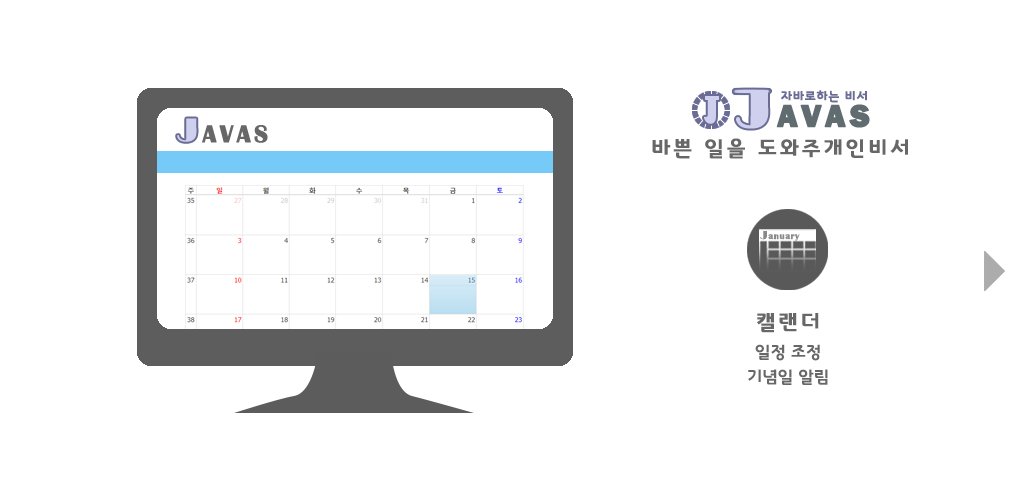 JAVAS
주 일 월 화 수 목 금 토
35 27 28 29 30 31 1 2
36 3 4 5 6 7 8 9
37 10 11 12 13 14 15 16
38 17 18 19 20 21 22 23
자바로하는 비서
J JAVAS
바쁜 일을 도와주개인비서
January
캘랜더
일정 조정
기념일 알림